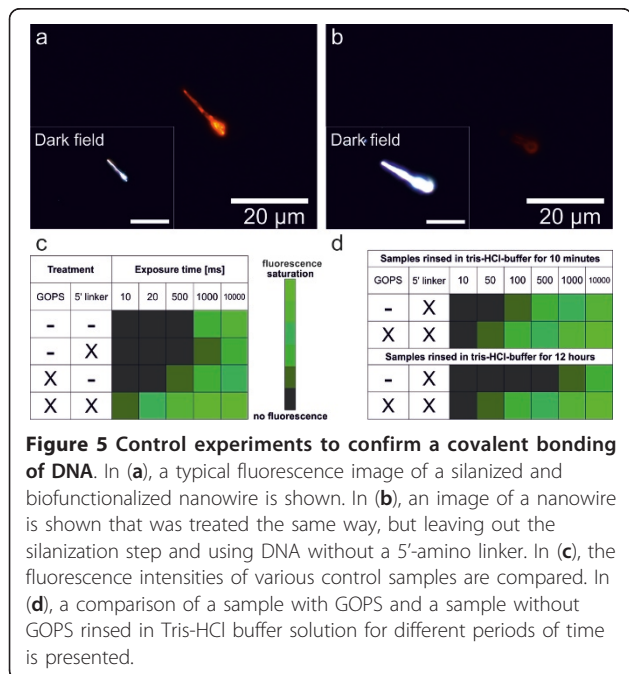 a
b
Dark field
Dark field
20 µm
20 µm
c
d
Treatment Exposure time [ms]
GOPS 5' linker 10 20 500 1000 10000
- -
- X
X -
X X
fluorescence
saturation
no fluorescence
Samples rinsed in tris-HCl-buffer for 10 minutes
GOPS 5' linker 10 50 100 500 1000 10000
- X
X X
Samples rinsed in tris-HCl-buffer for 12 hours
- X
X X
Figure 5 Control experiments to confirm a covalent bonding
of DNA. In (a), a typical fluorescence image of a silanized and
biofunctionalized nanowire is shown. In (b), an image of a nanowire
is shown that was treated the same way, but leaving out the
silanization step and using DNA without a 5'-amino linker. In (c), the
fluorescence intensities of various control samples are compared. In
(d), a comparison of a sample with GOPS and a sample without
GOPS rinsed in Tris-HCl buffer solution for different periods of time
is presented.